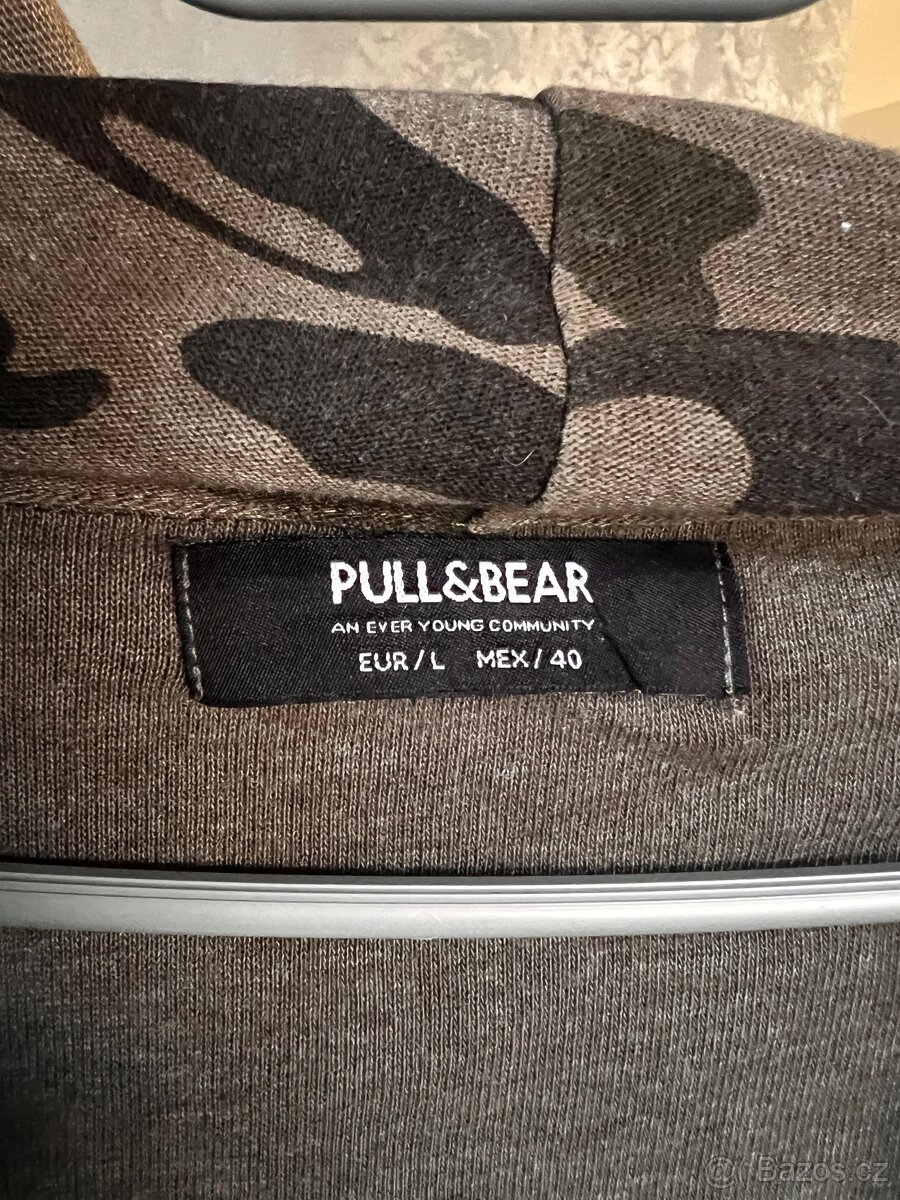 PULL&BEAR
AN EVER YOUNG COMMUNITY
EUR/L MEX/40
© Bazos.cz